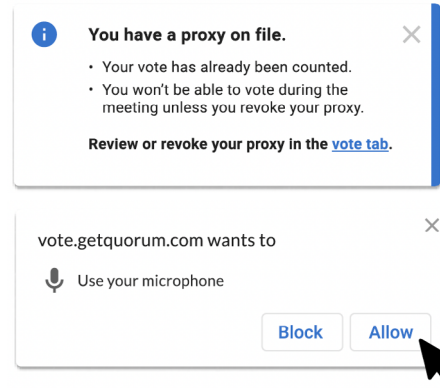 You have a proxy on file.
• Your vote has already been counted.
• You won't be able to vote during the
meeting unless you revoke your proxy.
Review or revoke your proxy in the vote tab.
vote.getquorum.com wants to
Use your microphone
Block Allow